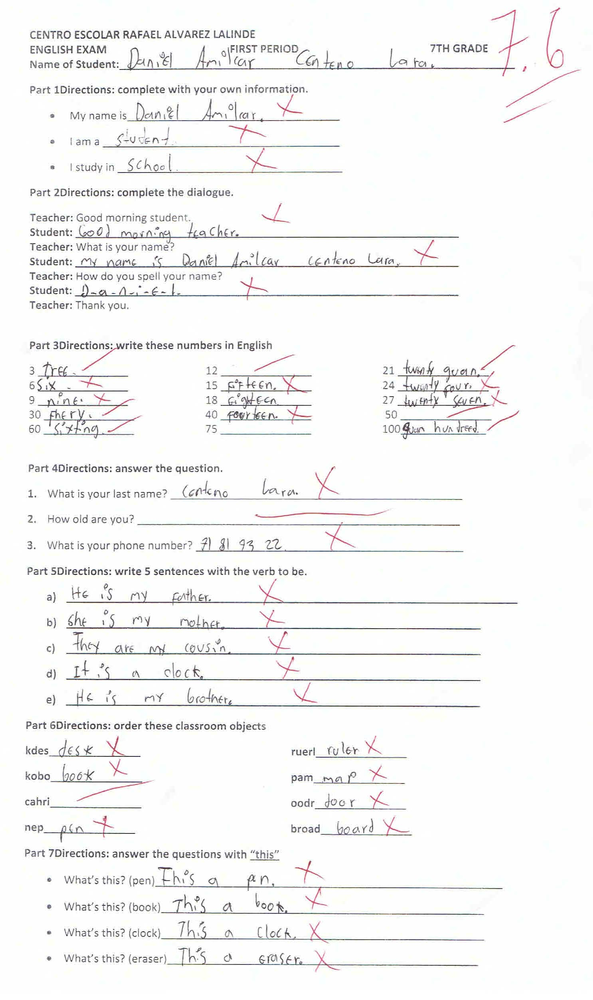 7.6
CENTRO ESCOLAR RAFAEL ALVAREZ LALINDE
ENGLISH EXAM FIRST PERIOD 7TH GRADE
Name of Student: Daniel Amilcar Centeno Lara.
Part 1Directions: complete with your own information.
• My name is Daniel Amilcar.
• I am a student.
• I study in school.
Part 2Directions: complete the dialogue.
Teacher: Good morning student.
Student: Good morning teacher.
Teacher: What is your name?
Student: my name is Daniel Amilcar Centeno Lara.
Teacher: How do you spell your name?
Student: D-a-n-i-e-l.
Teacher: Thank you.
Part 3Directions: write these numbers in English
3 tree. 12 21 twenty guan.
6 six. 15 fifteen. 24 twenty four.
9 nine. 18 eighteen 27 twenty seven.
30 fhery. 40 fourteen. 50
60 sixting. 75 100 guan hundreed.
Part 4Directions: answer the question.
1. What is your last name? Centeno Lara.
2. How old are you?
3. What is your phone number? 71 81 93 22.
Part 5Directions: write 5 sentences with the verb to be.
a) He is my father.
b) she is my mother.
c) They are my cousin.
d) It is a clock.
e) He is my brother.
Part 6Directions: order these classroom objects
kdes desk ruerl ruler
kobo book pam map
cahri oodr door
nep pen broad board
Part 7Directions: answer the questions with "this"
• What's this? (pen) This a pen.
• What's this? (book) This a book.
• What's this? (clock) This a clock.
• What's this? (eraser) This a eraser.